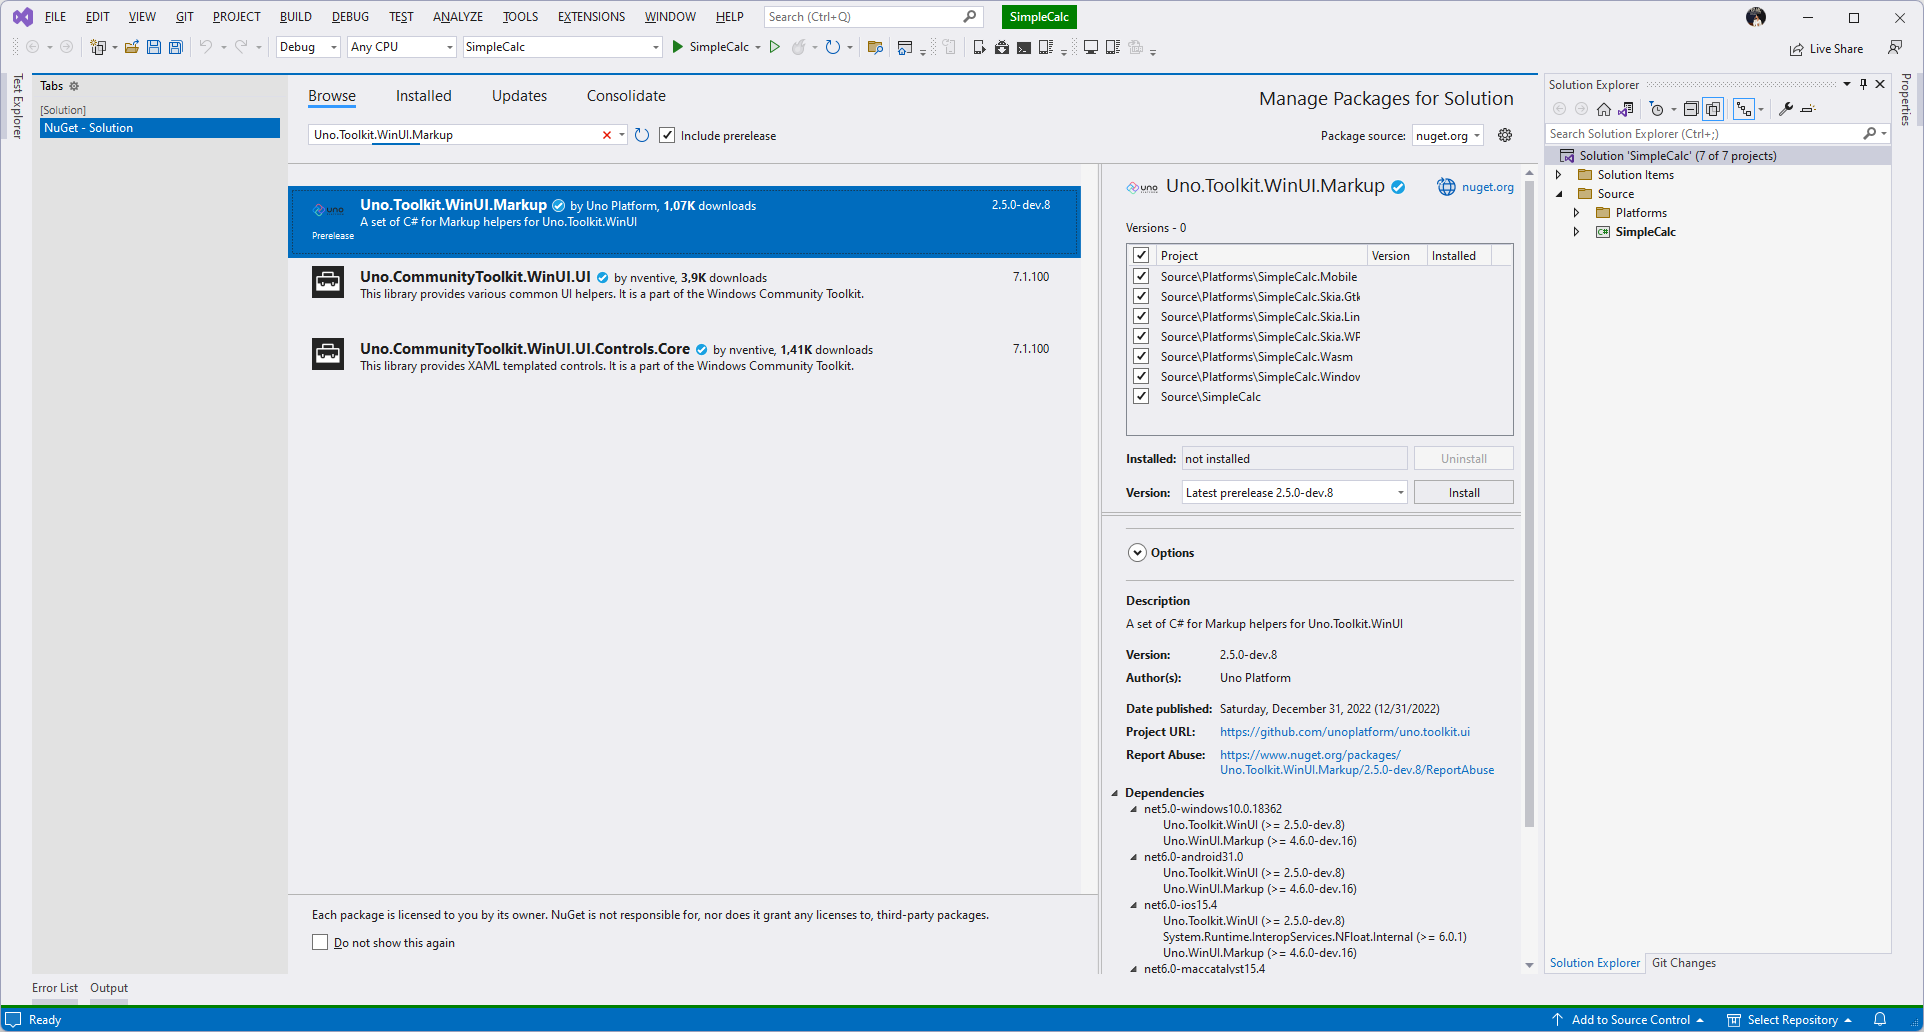 FILE EDIT VIEW GIT PROJECT BUILD DEBUG TEST ANALYZE TOOLS EXTENSIONS WINDOW HELP Search (Ctrl+Q) SimpleCalc
Debug Any CPU SimpleCalc SimpleCalc Live Share
Test Explorer
Tabs
[Solution]
NuGet - Solution
Browse Installed Updates Consolidate
Manage Packages for Solution
Uno.Toolkit.WinUI.Markup Include prerelease
Package source: nuget.org
Uno.Toolkit.WinUI.Markup by Uno Platform, 1,07K downloads 2.5.0-dev.8
A set of C# for Markup helpers for Uno.Toolkit.WinUI
uno
Prerelease
Uno.CommunityToolkit.WinUI.UI by nventive, 3,9K downloads 7.1.100
This library provides various common UI helpers. It is a part of the Windows Community Toolkit.
Uno.CommunityToolkit.WinUI.UI.Controls.Core by nventive, 1,41K downloads 7.1.100
This library provides XAML templated controls. It is a part of the Windows Community Toolkit.
Each package is licensed to you by its owner. NuGet is not responsible for, nor does it grant any licenses to, third-party packages.
Do not show this again
uno Uno.Toolkit.WinUI.Markup nuget.org
Versions - 0
Project Version Installed
Source\Platforms\SimpleCalc.Mobile
Source\Platforms\SimpleCalc.Skia.Gtk
Source\Platforms\SimpleCalc.Skia.Lin
Source\Platforms\SimpleCalc.Skia.WP
Source\Platforms\SimpleCalc.Wasm
Source\Platforms\SimpleCalc.Window
Source\SimpleCalc
Installed: not installed Uninstall
Version: Latest prerelease 2.5.0-dev.8 Install
Options
Description
A set of C# for Markup helpers for Uno.Toolkit.WinUI
Version: 2.5.0-dev.8
Author(s): Uno Platform
Date published: Saturday, December 31, 2022 (12/31/2022)
Project URL: https://github.com/unoplatform/uno.toolkit.ui
Report Abuse: https://www.nuget.org/packages/
Uno.Toolkit.WinUI.Markup/2.5.0-dev.8/ReportAbuse
Dependencies
net5.0-windows10.0.18362
Uno.Toolkit.WinUI (>= 2.5.0-dev.8)
Uno.WinUI.Markup (>= 4.6.0-dev.16)
net6.0-android31.0
Uno.Toolkit.WinUI (>= 2.5.0-dev.8)
Uno.WinUI.Markup (>= 4.6.0-dev.16)
net6.0-ios15.4
Uno.Toolkit.WinUI (>= 2.5.0-dev.8)
System.Runtime.InteropServices.NFloat.Internal (>= 6.0.1)
Uno.WinUI.Markup (>= 4.6.0-dev.16)
net6.0-maccatalyst15.4
Solution Explorer
Search Solution Explorer (Ctrl+;)
Solution 'SimpleCalc' (7 of 7 projects)
Solution Items
Source
Platforms
C# SimpleCalc
Solution Explorer Git Changes
Properties
Error List Output
Ready Add to Source Control Select Repository